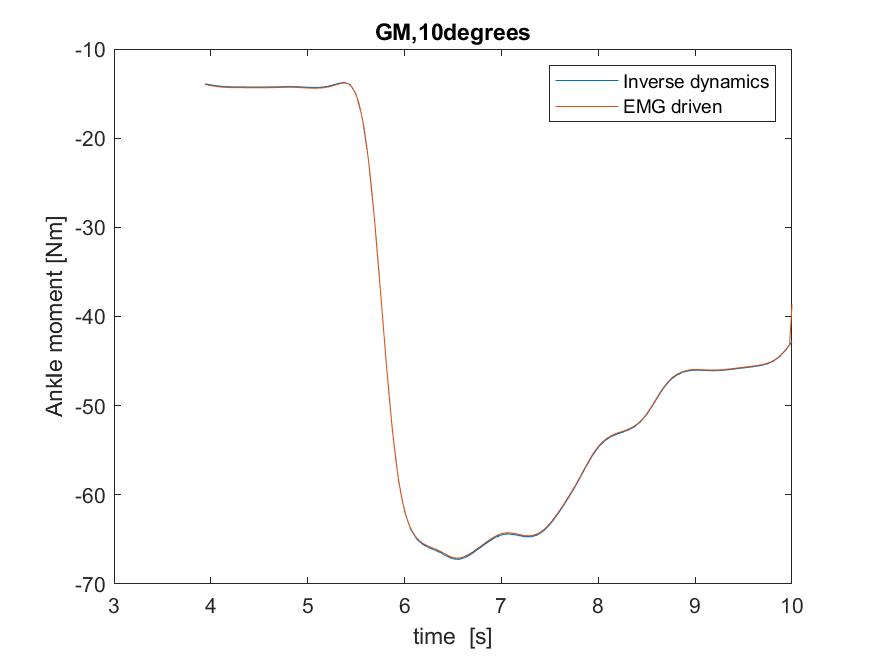 GM,10degrees
-10
Inverse dynamics
EMG driven
-20
-30
-40
-50
-60
-70
Ankle moment [Nm]
3 4 5 6 7 8 9 10
time [s]